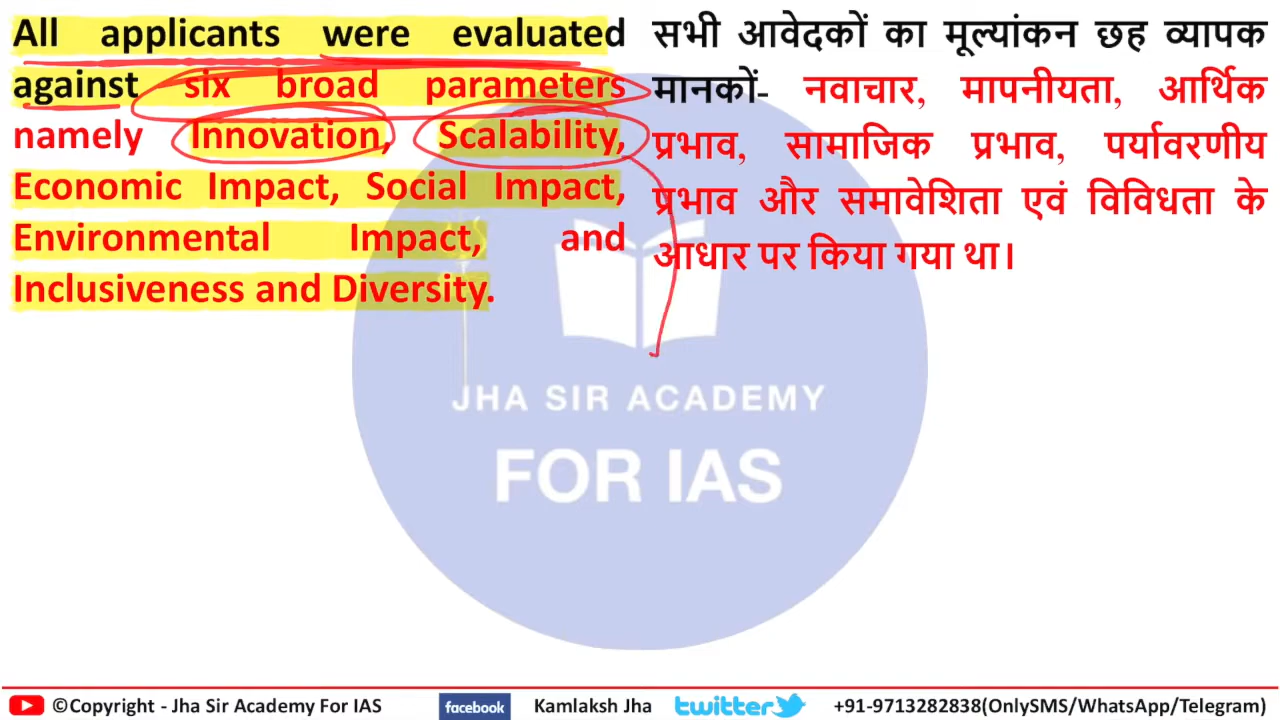 All applicants were evaluated
against six broad parameters
namely Innovation, Scalability,
Economic Impact, Social Impact,
Environmental Impact, and
Inclusiveness and Diversity.
सभी आवेदकों का मूल्यांकन छह व्यापक
मानकों- नवाचार, मापनीयता, आर्थिक
प्रभाव, सामाजिक प्रभाव, पर्यावरणीय
प्रभाव और समावेशिता एवं विविधता के
आधार पर किया गया था।
JHA SIR ACADEMY
FOR IAS
©Copyright - Jha Sir Academy For IAS
facebook
Kamlaksh Jha
twitter
+91-9713282838(OnlySMS/WhatsApp/Telegram)